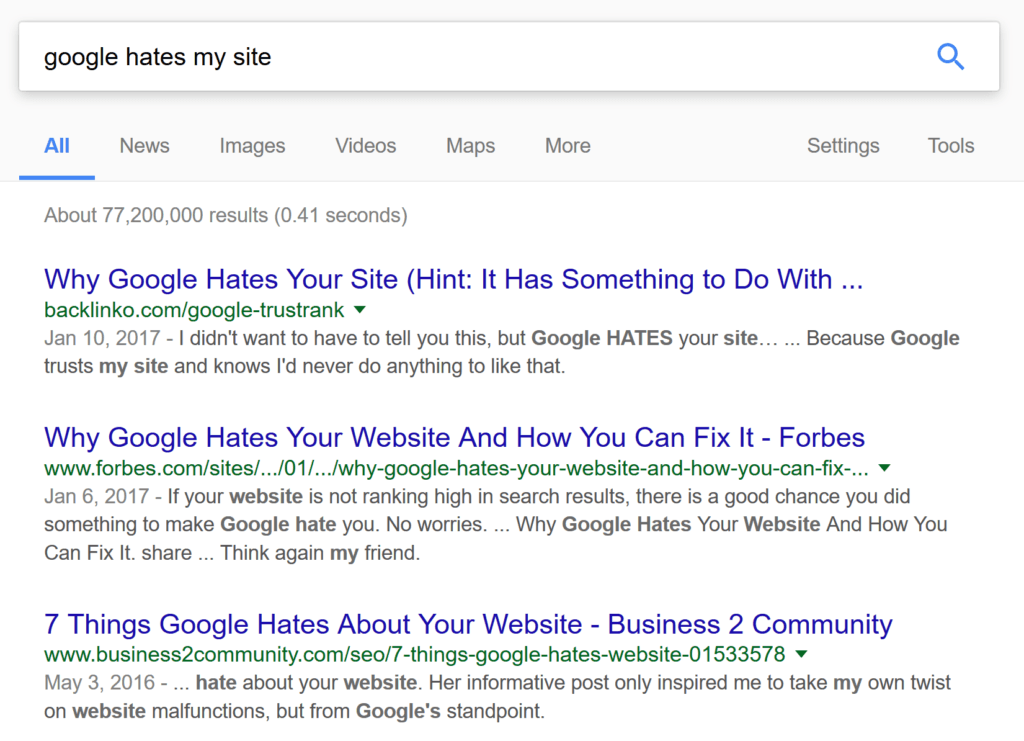 google hates my site
All News Images Videos Maps More Settings Tools
About 77,200,000 results (0.41 seconds)
Why Google Hates Your Site (Hint: It Has Something to Do With ...
backlinko.com/google-trustrank
Jan 10, 2017 - I didn't want to have to tell you this, but Google HATES your site… ... Because Google
trusts my site and knows I'd never do anything to like that.
Why Google Hates Your Website And How You Can Fix It - Forbes
www.forbes.com/sites/.../01/.../why-google-hates-your-website-and-how-you-can-fix-...
Jan 6, 2017 - If your website is not ranking high in search results, there is a good chance you did
something to make Google hate you. No worries. ... Why Google Hates Your Website And How You
Can Fix It. share ... Think again my friend.
7 Things Google Hates About Your Website - Business 2 Community
www.business2community.com/seo/7-things-google-hates-website-01533578
May 3, 2016 - ... hate about your website. Her informative post only inspired me to take my own twist
on website malfunctions, but from Google's standpoint.